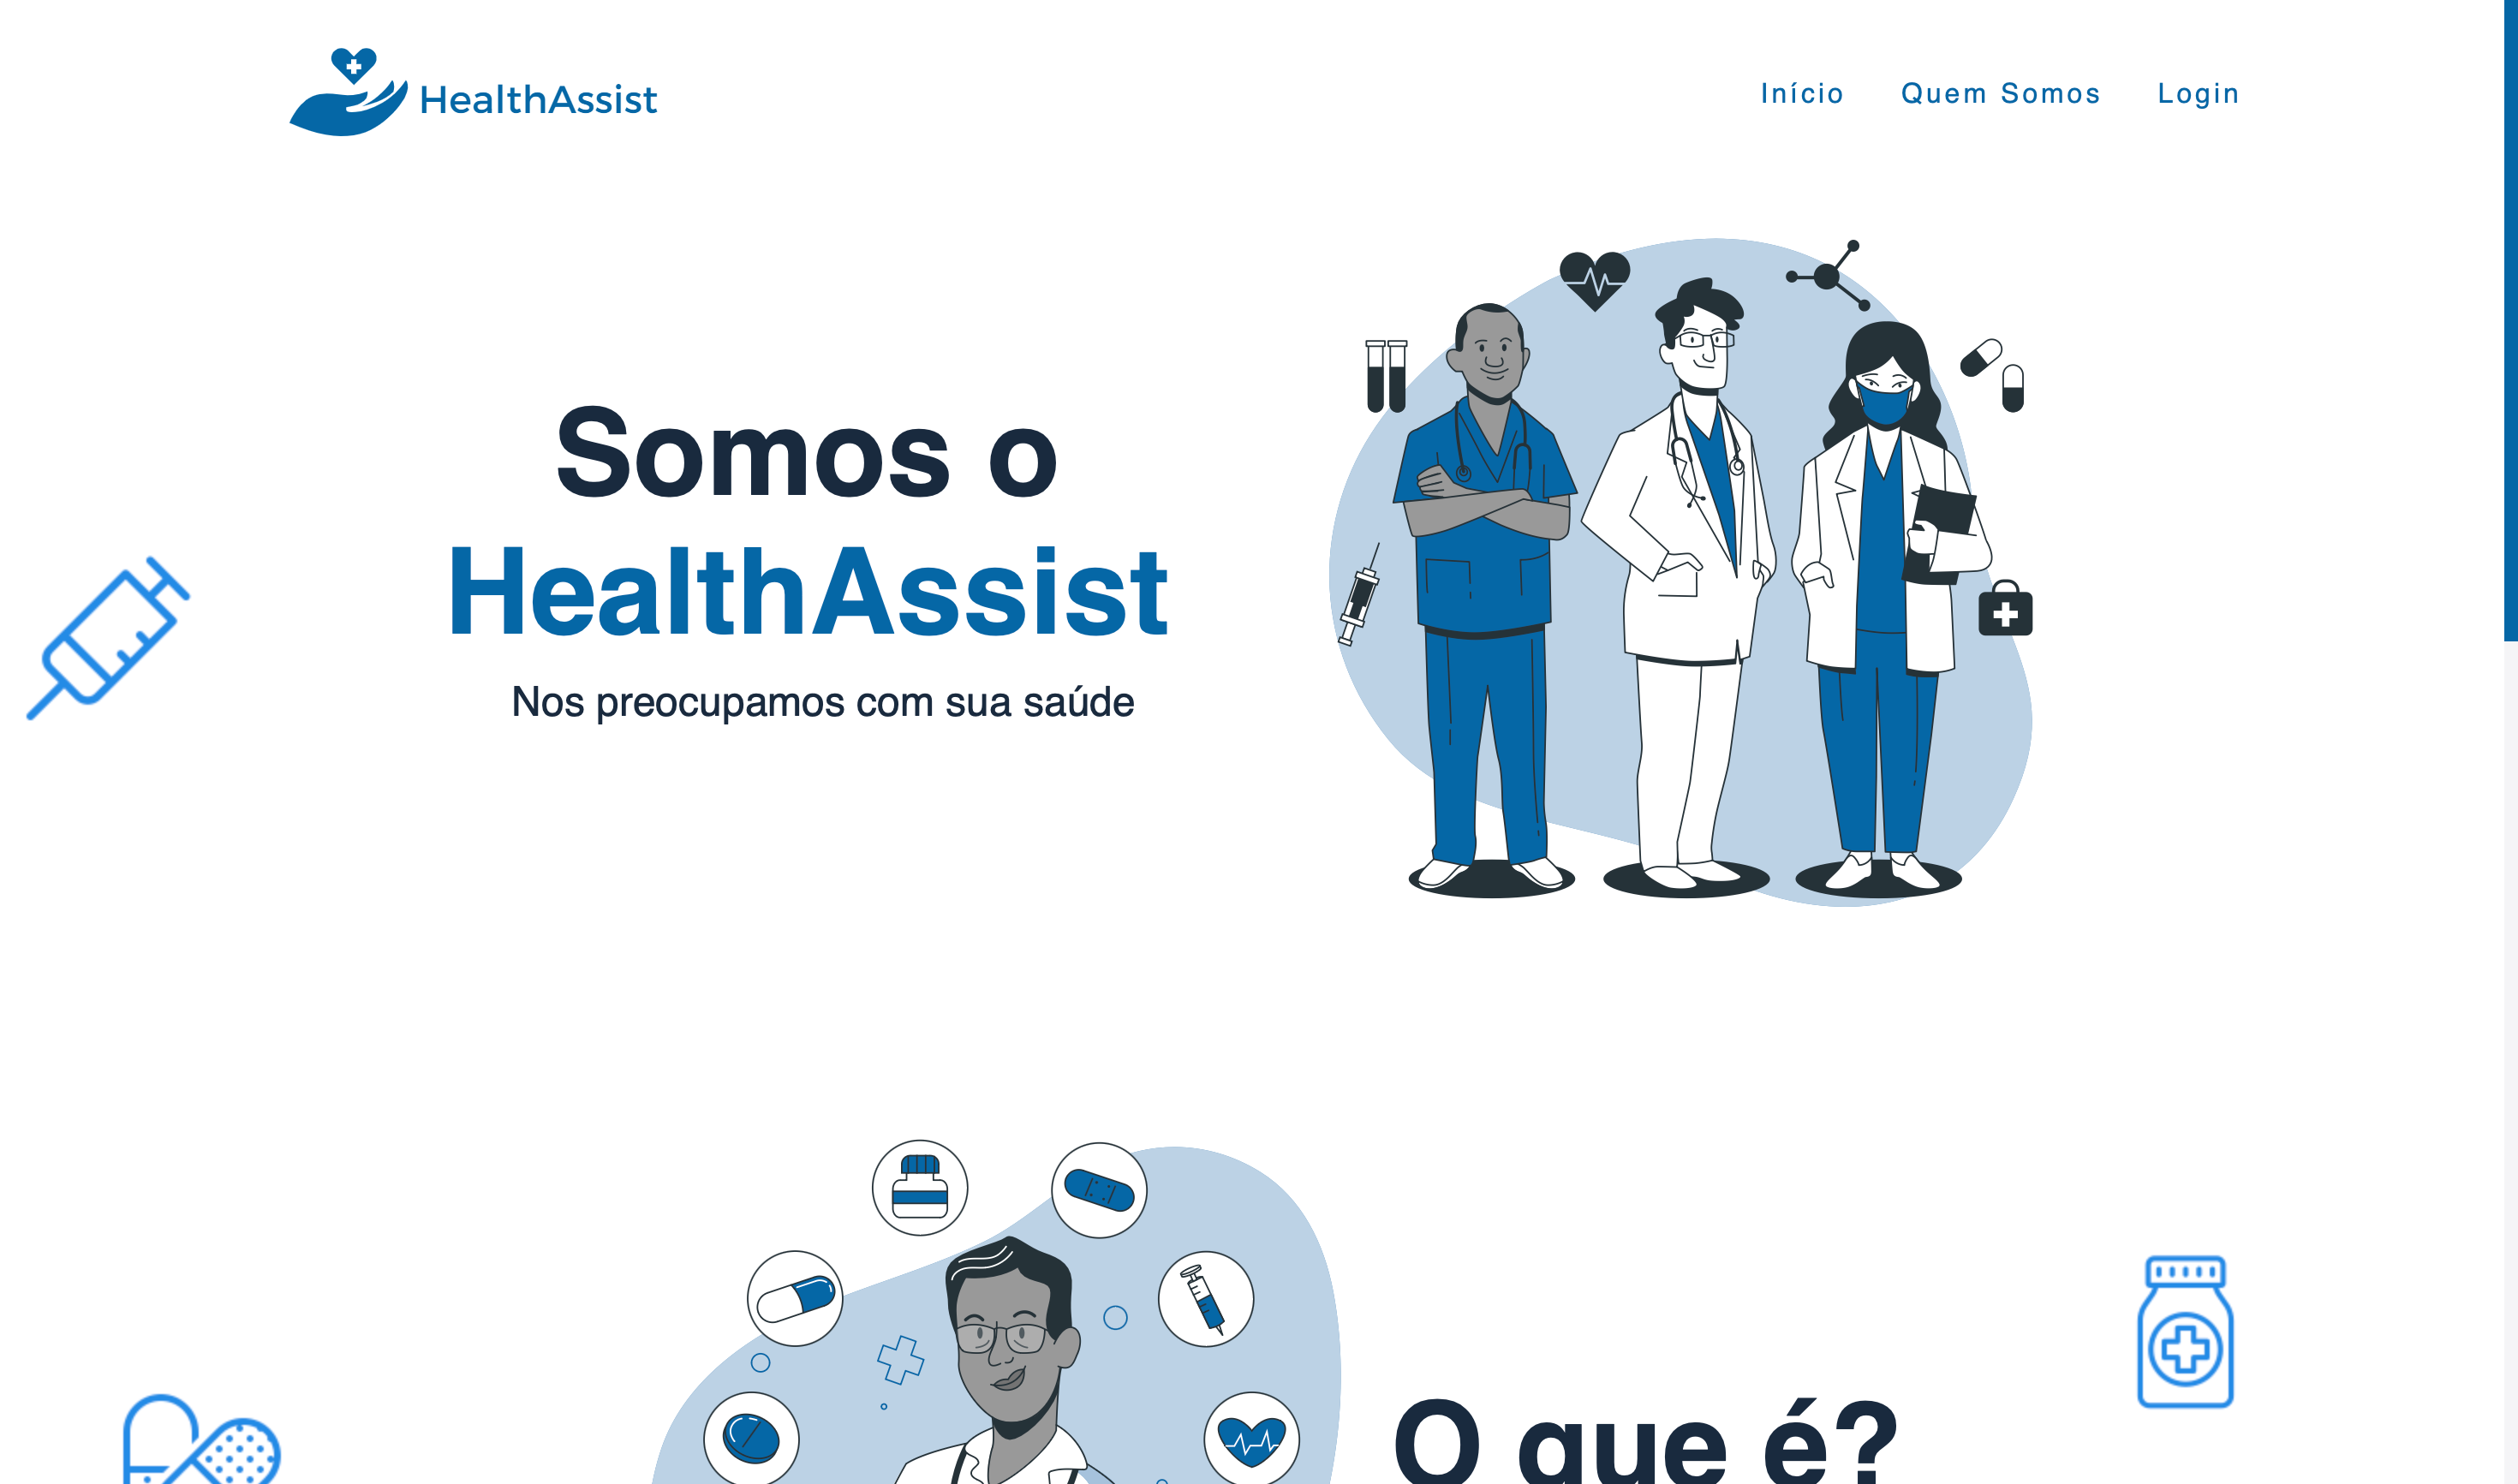 HealthAssist
Início Quem Somos Login
Somos o
HealthAssist
Nos preocupamos com sua saúde
O que é?